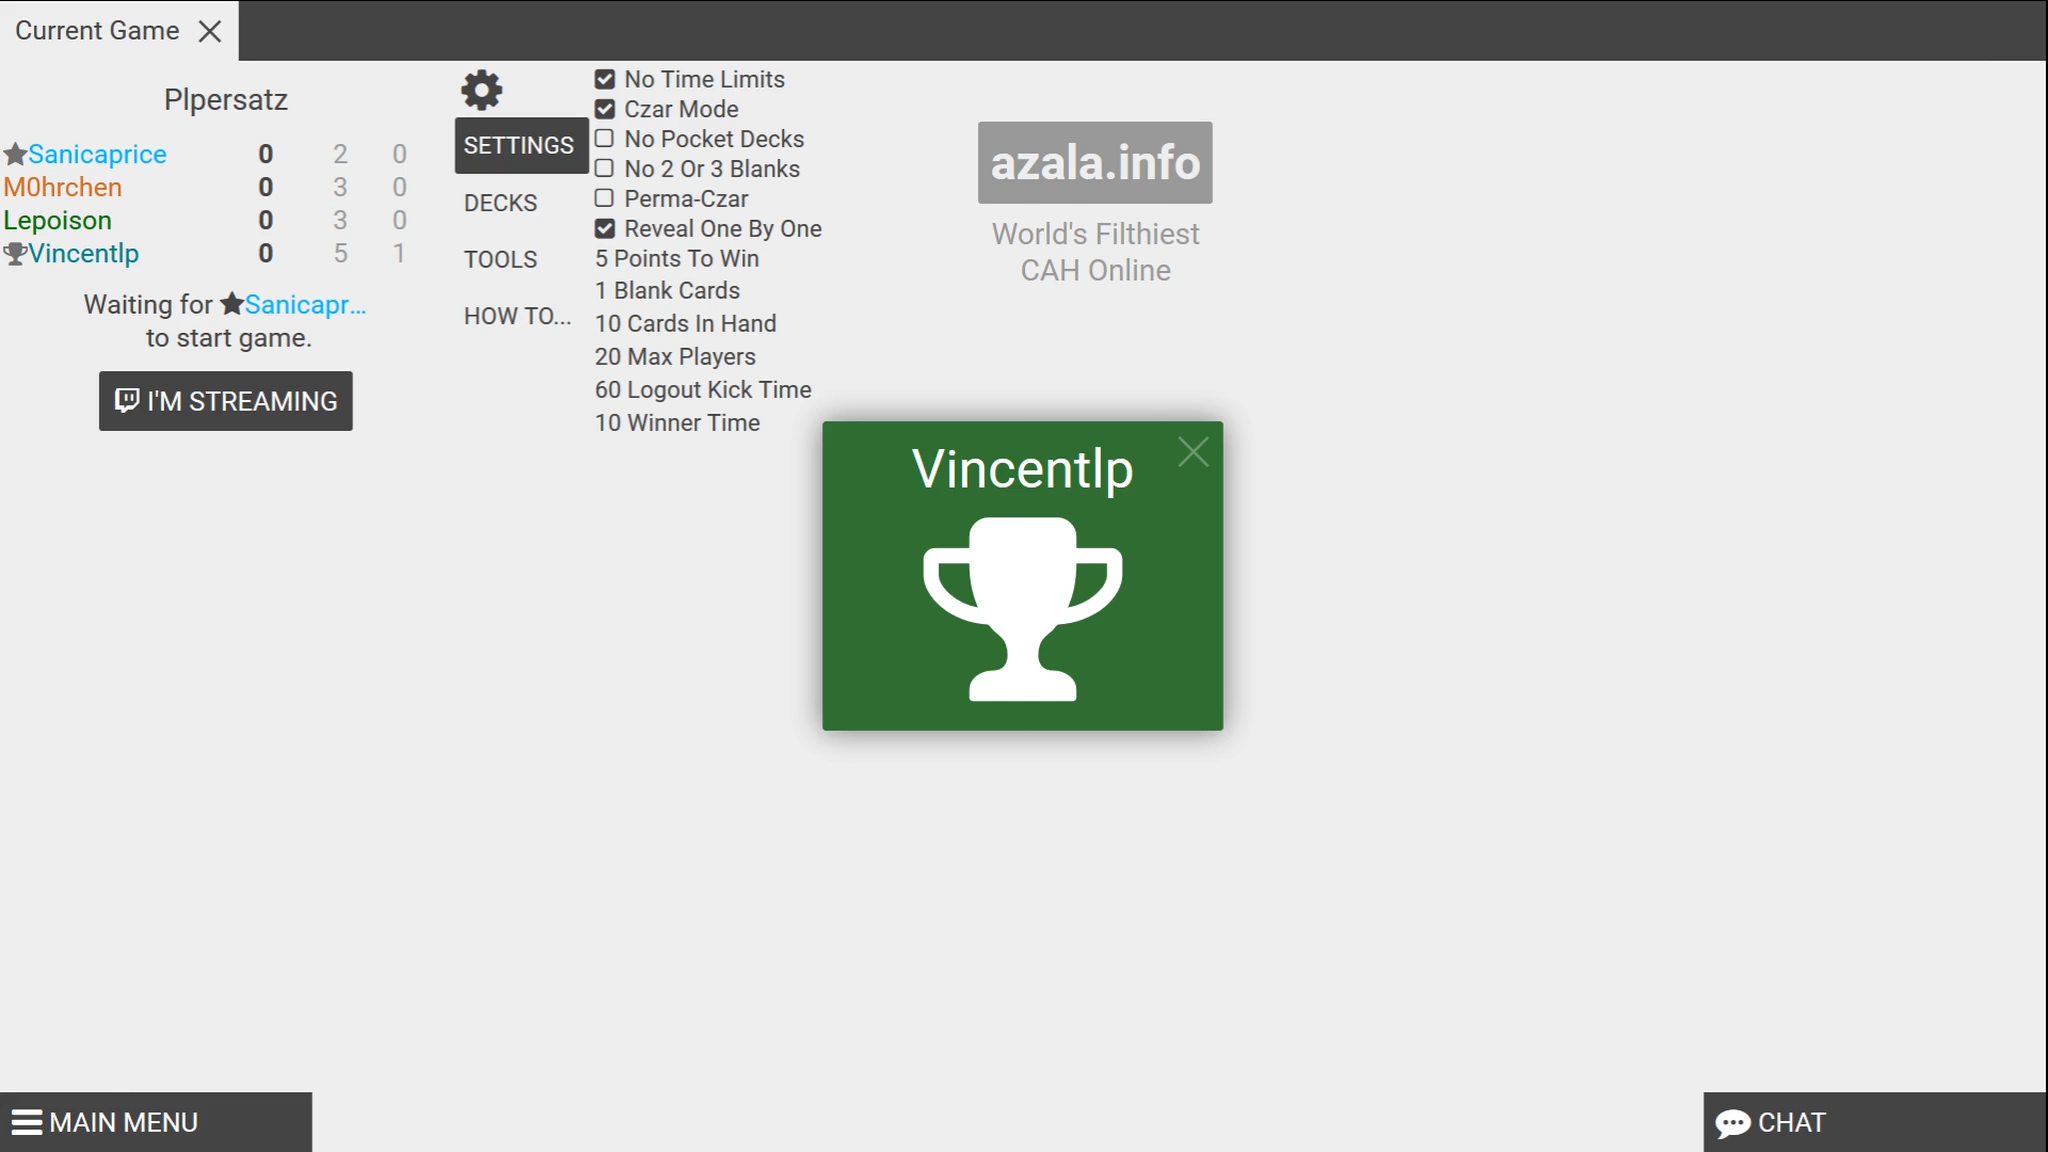 Current Game
Plpersatz
Sanicaprice 0 2 0
M0hrchen 0 3 0
Lepoison 0 3 0
Vincentlp 0 5 1
Waiting for Sanicapr...
to start game.
I'M STREAMING
SETTINGS
DECKS
TOOLS
HOW TO...
No Time Limits
Czar Mode
No Pocket Decks
No 2 Or 3 Blanks
Perma-Czar
Reveal One By One
5 Points To Win
1 Blank Cards
10 Cards In Hand
20 Max Players
60 Logout Kick Time
10 Winner Time
azala.info
World's Filthiest
CAH Online
Vincentlp
MAIN MENU
CHAT